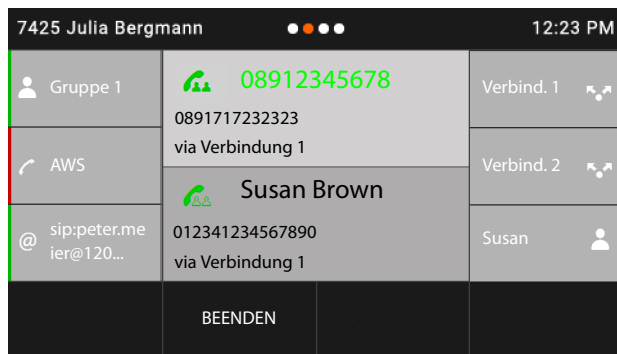 7425 Julia Bergmann
12:23 PM
Gruppe 1
AWS
@ sip:peter.me
ier@120...
08912345678
0891717232323
via Verbindung 1
Susan Brown
012341234567890
via Verbindung 1
Verbind. 1
Verbind. 2
Susan
BEENDEN